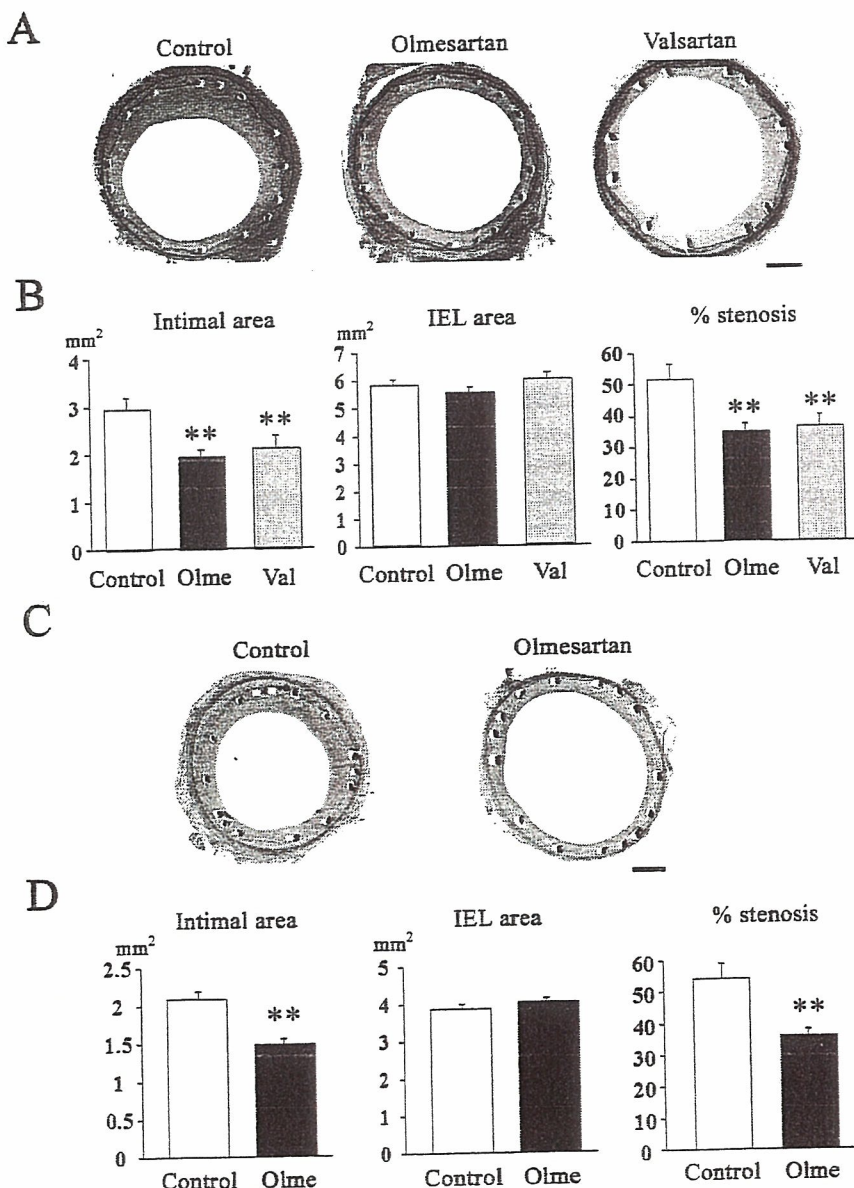 A
Control Olmesartan Valsartan
B
Intimal area IEL area % stenosis
mm2 mm2
4 3 2 1 0
** **
Control Olme Val
7 6 5 4 3 2 1 0
Control Olme Val
60 50 40 30 20 10 0
** **
Control Olme Val
C
Control Olmesartan
D
Intimal area IEL area % stenosis
mm2 mm2
2.5 2 1.5 1 0.5 0
**
Control Olme
5 4 3 2 1 0
Control Olme
60 50 40 30 20 10 0
**
Control Olme